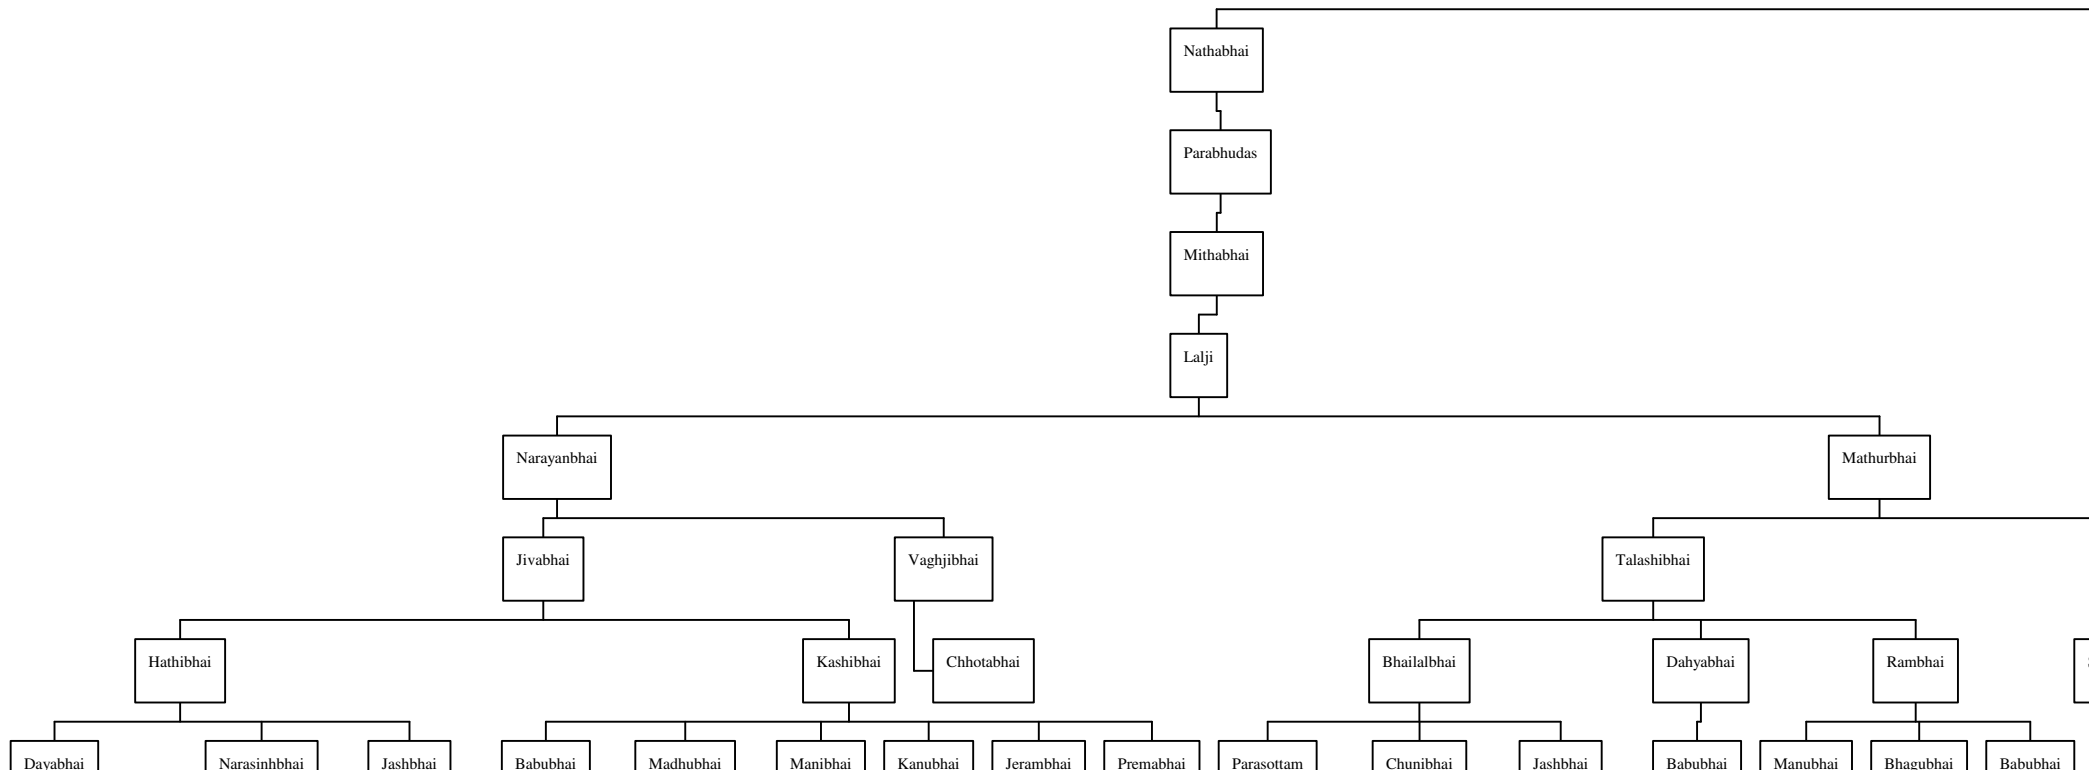 Nathabhai
Parabhudas
Mithabhai
Lalji
Narayanbhai
Mathurbhai
Jivabhai
Vaghjibhai
Talashibhai
Hathibhai
Kashibhai
Chhotabhai
Bhailalbhai
Dahyabhai
Rambhai
Dayabhai
Narasinhbhai
Jashbhai
Babubhai
Madhubhai
Manibhai
Kanubhai
Jerambhai
Premabhai
Parasottam
Chunibhai
Jashbhai
Babubhai
Manubhai
Bhagubhai
Babubhai